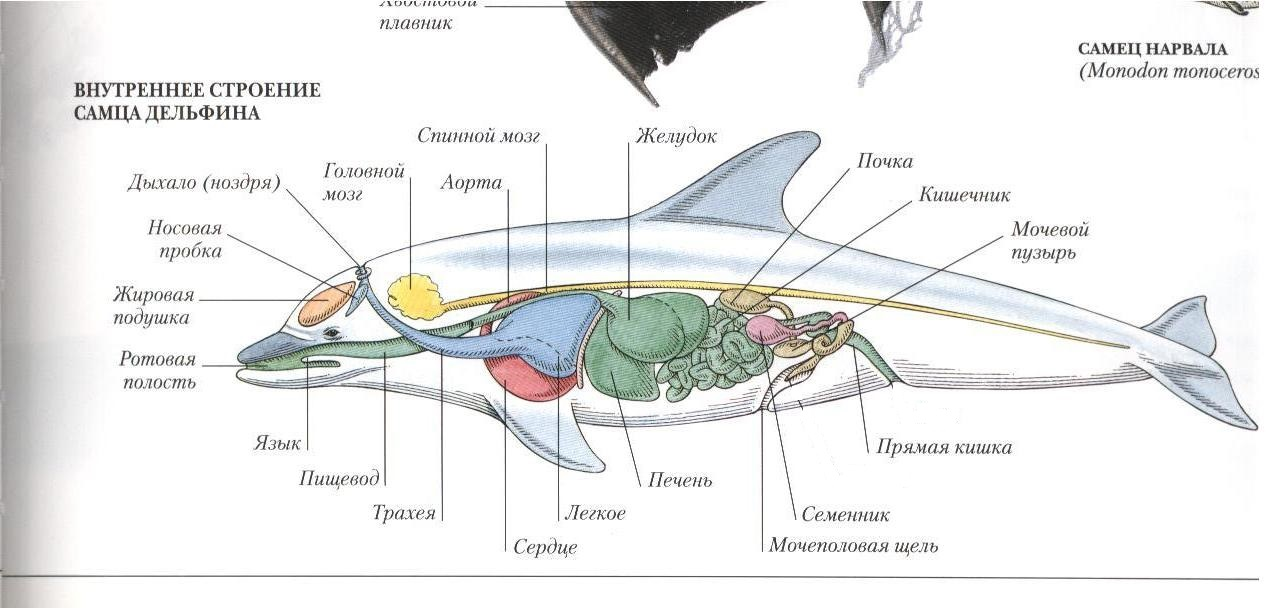 Хвостовой
плавник
САМЕЦ НАРВАЛА
(Monodon monoceros
ВНУТРЕННЕЕ СТРОЕНИЕ
САМЦА ДЕЛЬФИНА
Спинной мозг
Желудок
Почка
Дыхало (ноздря)
Головной
мозг
Аорта
Кишечник
Носовая
пробка
Мочевой
пузырь
Жировая
подушка
Ротовая
полость
Язык
Прямая кишка
Пищевод
Печень
Трахея
Легкое
Семенник
Сердце
Мочеполовая щель